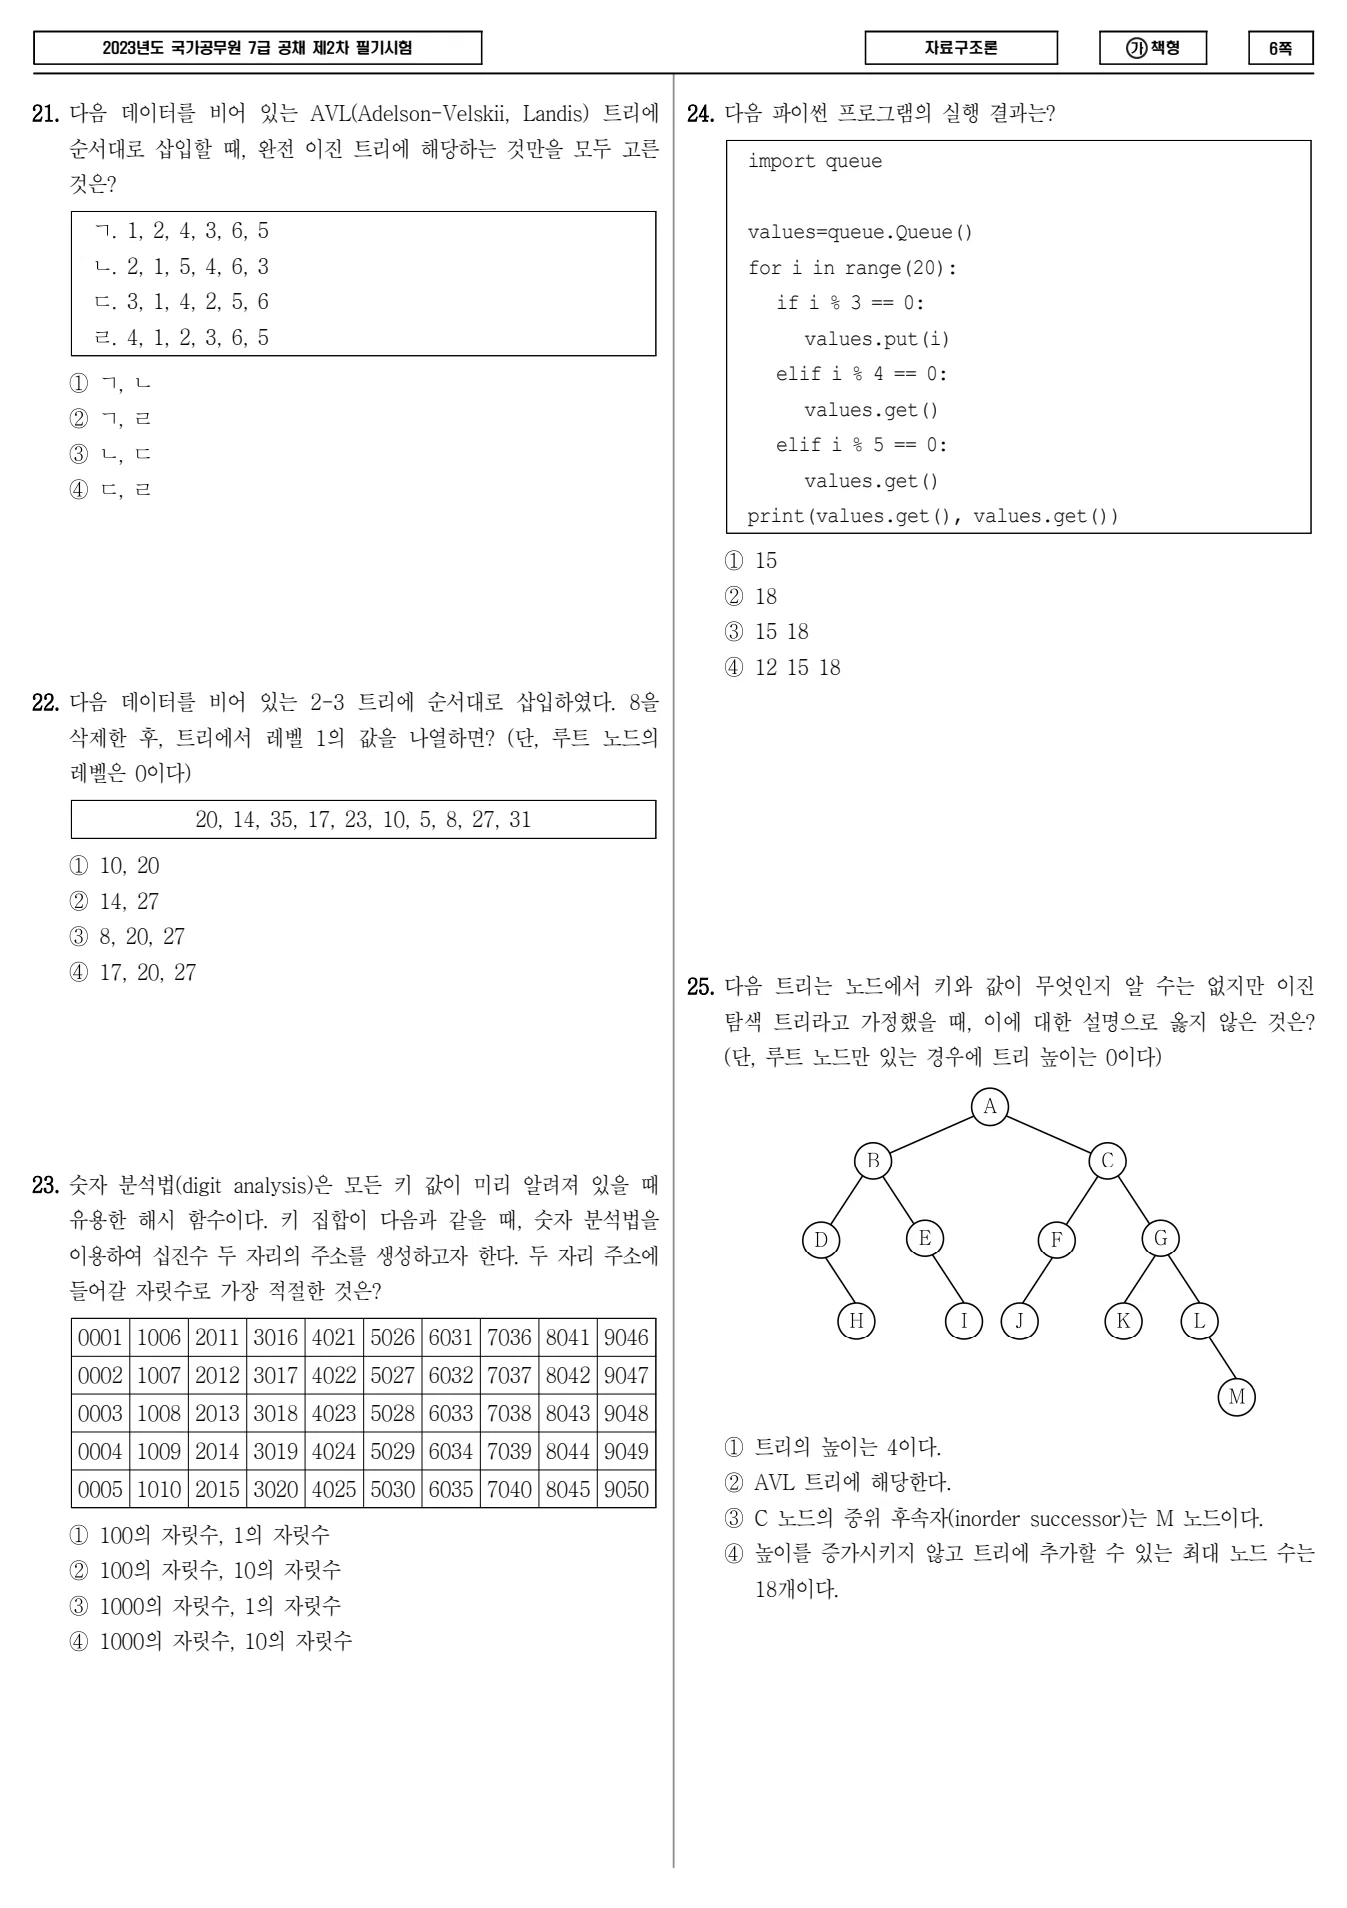 2023년도 국가공무원 7급 공채 제2차 필기시험
자료구조론
㉮ 책형
6쪽
21. 다음 데이터를 비어 있는 AVL(Adelson-Velskii, Landis) 트리에
순서대로 삽입할 때, 완전 이진 트리에 해당하는 것만을 모두 고른
것은?
ㄱ. 1, 2, 4, 3, 6, 5
ㄴ. 2, 1, 5, 4, 6, 3
ㄷ. 3, 1, 4, 2, 5, 6
ㄹ. 4, 1, 2, 3, 6, 5
① ㄱ, ㄴ
② ㄱ, ㄹ
③ ㄴ, ㄷ
④ ㄷ, ㄹ
22. 다음 데이터를 비어 있는 2-3 트리에 순서대로 삽입하였다. 8을
삭제한 후, 트리에서 레벨 1의 값을 나열하면? (단, 루트 노드의
레벨은 0이다)
20, 14, 35, 17, 23, 10, 5, 8, 27, 31
① 10, 20
② 14, 27
③ 8, 20, 27
④ 17, 20, 27
23. 숫자 분석법(digit analysis)은 모든 키 값이 미리 알려져 있을 때
유용한 해시 함수이다. 키 집합이 다음과 같을 때, 숫자 분석법을
이용하여 십진수 두 자리의 주소를 생성하고자 한다. 두 자리 주소에
들어갈 자릿수로 가장 적절한 것은?
0001 1006 2011 3016 4021 5026 6031 7036 8041 9046
0002 1007 2012 3017 4022 5027 6032 7037 8042 9047
0003 1008 2013 3018 4023 5028 6033 7038 8043 9048
0004 1009 2014 3019 4024 5029 6034 7039 8044 9049
0005 1010 2015 3020 4025 5030 6035 7040 8045 9050
① 100의 자릿수, 1의 자릿수
② 100의 자릿수, 10의 자릿수
③ 1000의 자릿수, 1의 자릿수
④ 1000의 자릿수, 10의 자릿수
24. 다음 파이썬 프로그램의 실행 결과는?
import queue
values=queue.Queue()
for i in range(20):
if i % 3 == 0:
values.put(i)
elif i % 4 == 0:
values.get()
elif i % 5 == 0:
values.get()
print(values.get(), values.get())
① 15
② 18
③ 15 18
④ 12 15 18
25. 다음 트리는 노드에서 키와 값이 무엇인지 알 수는 없지만 이진
탐색 트리라고 가정했을 때, 이에 대한 설명으로 옳지 않은 것은?
(단, 루트 노드만 있는 경우에 트리 높이는 0이다)
A
B C
D E F G
H I J K L
M
① 트리의 높이는 4이다.
② AVL 트리에 해당한다.
③ C 노드의 중위 후속자(inorder successor)는 M 노드이다.
④ 높이를 증가시키지 않고 트리에 추가할 수 있는 최대 노드 수는
18개이다.